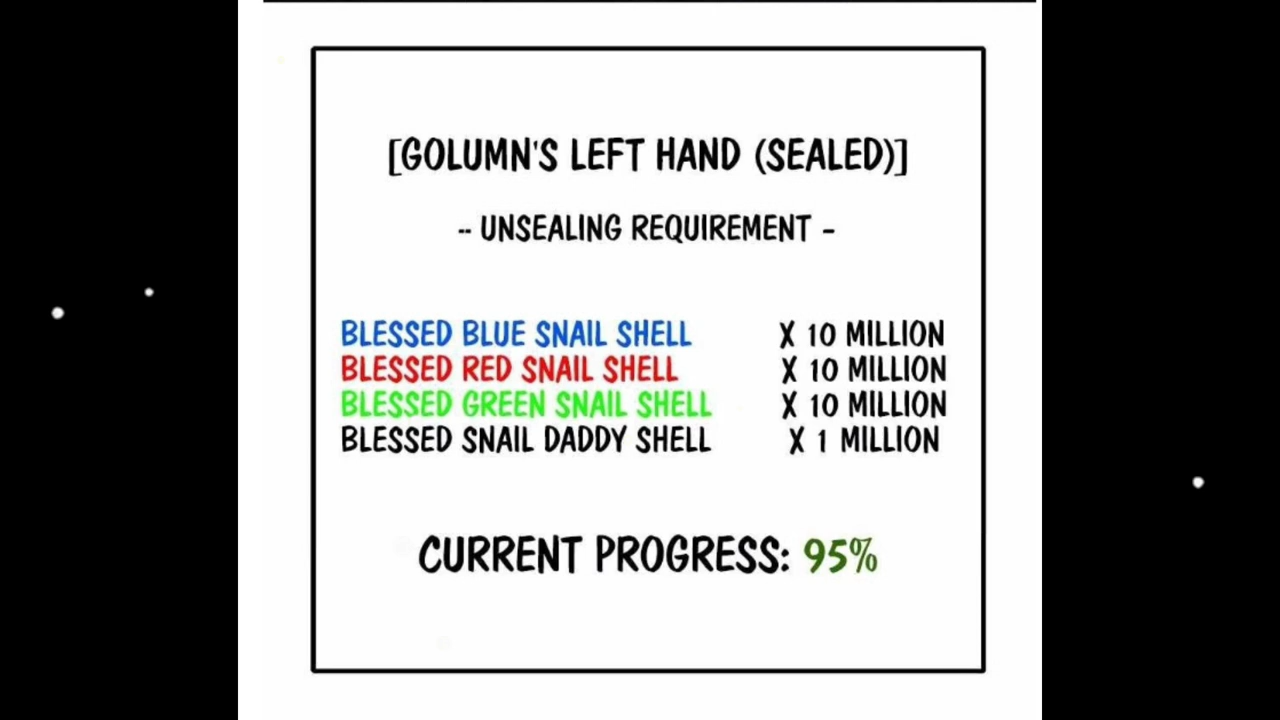 [GOLUMN'S LEFT HAND (SEALED)]
-- UNSEALING REQUIREMENT -
BLESSED BLUE SNAIL SHELL X 10 MILLION
BLESSED RED SNAIL SHELL X 10 MILLION
BLESSED GREEN SNAIL SHELL X 10 MILLION
BLESSED SNAIL DADDY SHELL X 1 MILLION
CURRENT PROGRESS: 95%